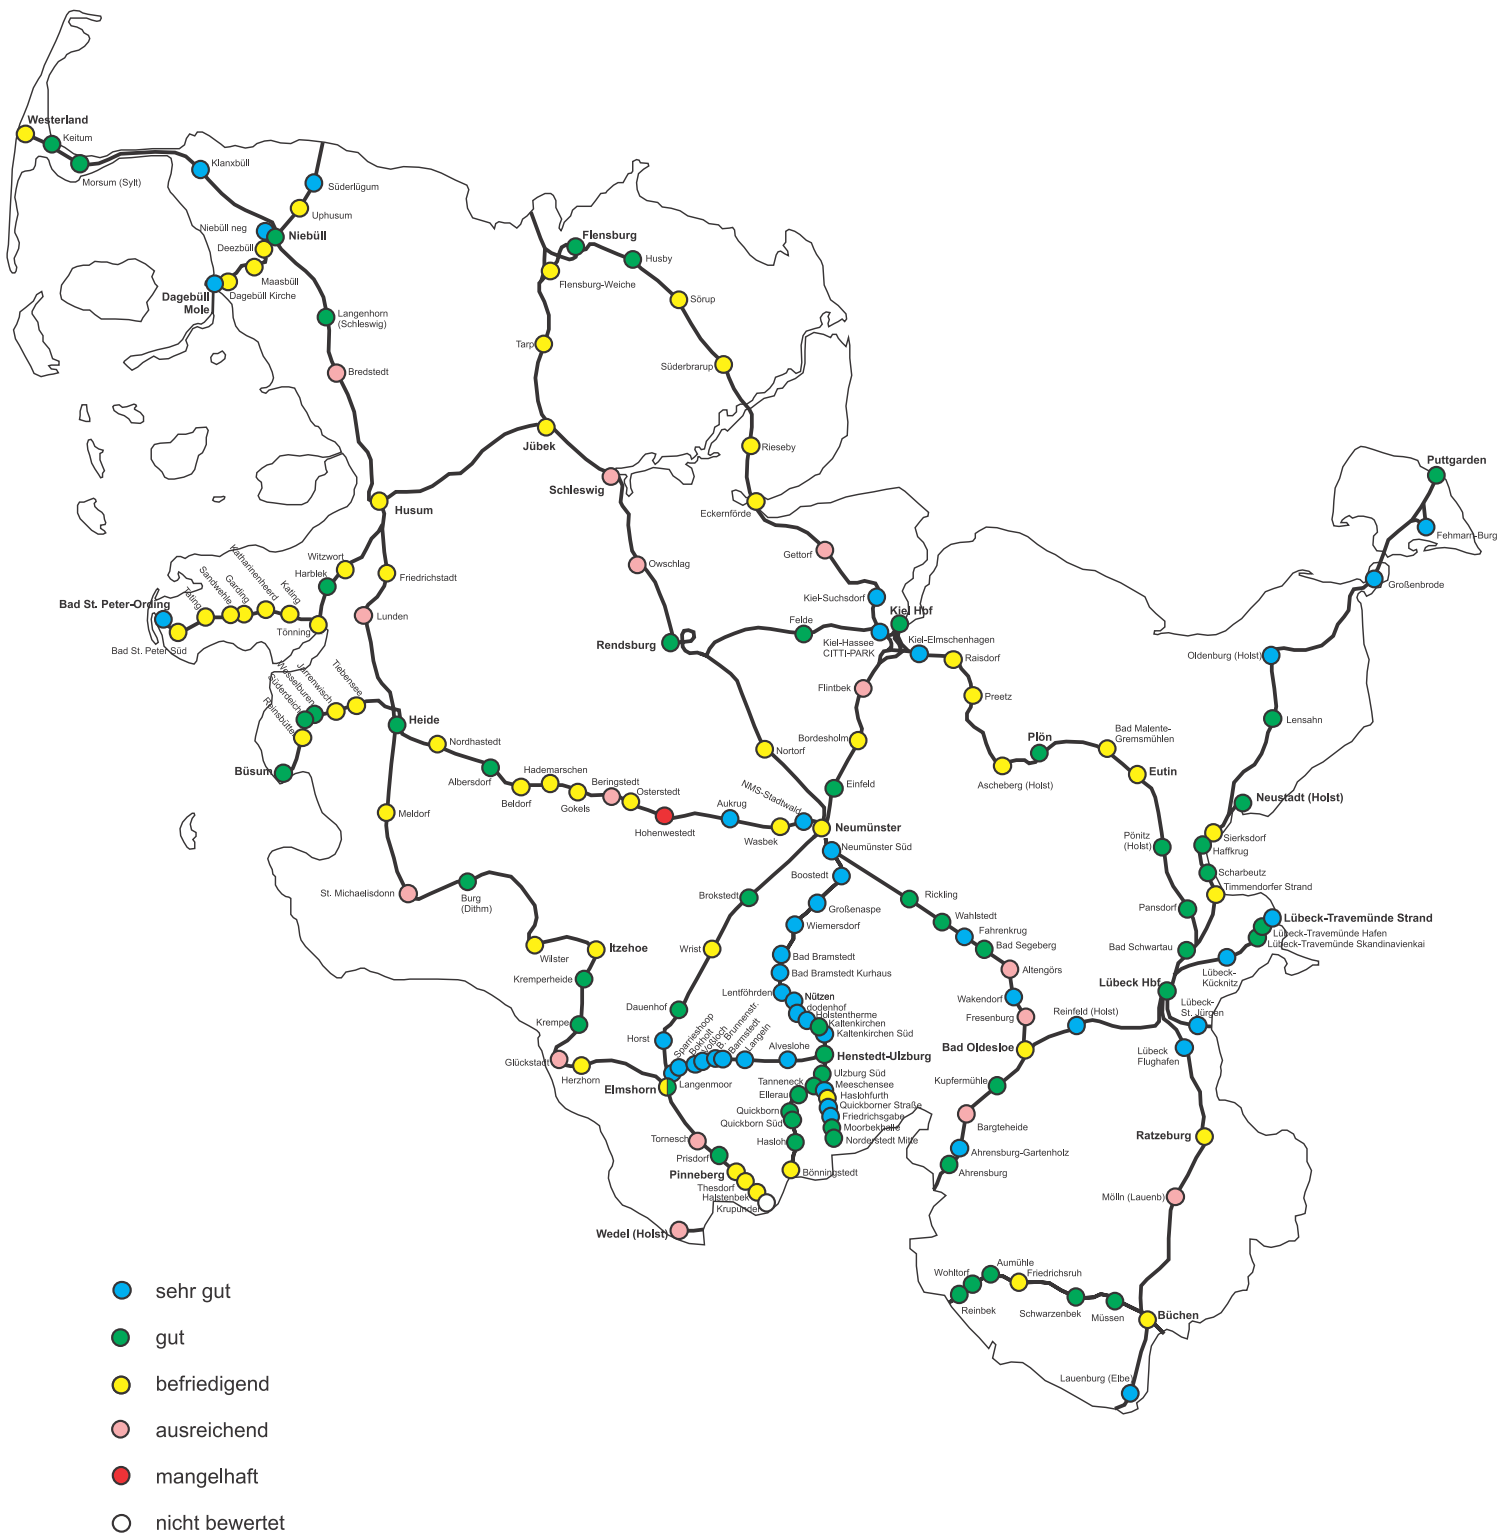 Westerland
Keitum
Morsum (Sylt)
Klanxbüll
Süderlügum
Uphusum
Niebüll neg
Niebüll
Deezbüll
Maasbüll
Dagebüll Kirche
Dagebüll
Mole
Langenhorn
(Schleswig)
Bredstedt
Flensburg
Husby
Flensburg-Weiche
Sörup
Tarp
Süderbrarup
Jübek
Rieseby
Schleswig
Husum
Eckernförde
Gettorf
Owschlag
Puttgarden
Fehmarn-Burg
Großenbrode
Witzwort
Harblek
Friedrichstadt
Katharinenheerd
Sandwehle
Garding
Kating
Tating
Bad St. Peter-Ording
Bad St. Peter Süd
Tönning
Lunden
Kiel-Suchsdorf
Kiel Hbf
Felde
Kiel-Hassee
CITTI-PARK
Kiel-Elmschenhagen
Raisdorf
Rendsburg
Oldenburg (Holst)
Flintbek
Preetz
Tiebensee
Jarrenwisch
Wesselburen
Süderdeich
Reinsbüttel
Büsum
Heide
Nordhastedt
Albersdorf
Hademarschen
Beldorf
Gokels
Beringstedt
Osterstedt
Hohenwestedt
Aukrug
Wasbek
NMS-Stadtwald
Nortorf
Bordesholm
Einfeld
Neumünster
Neumünster Süd
Plön
Ascheberg (Holst)
Bad Malente-
Gremsmühlen
Eutin
Lensahn
Neustadt (Holst)
Sierksdorf
Haffkrug
Pönitz
(Holst)
Scharbeutz
Timmendorfer Strand
Meldorf
St. Michaelisdonn
Burg
(Dithm)
Wilster
Itzehoe
Kremperheide
Krempe
Glückstadt
Herzhorn
Boostedt
Brokstedt
Großenaspe
Wiemersdorf
Wrist
Bad Bramstedt
Bad Bramstedt Kurhaus
Lentföhrden
Nützen
dodenhof
Holstentherme
Kaltenkirchen
Kaltenkirchen Süd
Rickling
Wahlstedt
Fahrenkrug
Bad Segeberg
Altengörs
Wakendorf
Fresenburg
Bad Oldesloe
Reinfeld (Holst)
Pansdorf
Bad Schwartau
Lübeck-Travemünde Strand
Lübeck-Travemünde Hafen
Lübeck-Travemünde Skandinavienkai
Lübeck-
Kücknitz
Lübeck Hbf
Lübeck-
St. Jürgen
Lübeck
Flughafen
Dauenhof
Horst
Sparrieshoop
Bokholt
Voßloch
B. Brunnenstr.
Barmstedt
Langeln
Alveslohe
Henstedt-Ulzburg
Elmshorn
Langenmoor
Ulzburg Süd
Tanneck
Meeschensee
Ellerau
Haslohfurth
Quickborner Straße
Quickborn
Friedrichsgabe
Quickborn Süd
Moorbekhalle
Hasloh
Norderstedt Mitte
Bönningstedt
Tornesch
Prisdorf
Pinneberg
Thesdorf
Halstenbek
Krupunder
Wedel (Holst)
Kupfermühle
Bargteheide
Ahrensburg-Gartenholz
Ahrensburg
Ratzeburg
Mölln (Lauenb)
Aumühle
Wohltorf
Friedrichsruh
Reinbek
Schwarzenbek
Müssen
Büchen
Lauenburg (Elbe)
sehr gut
gut
befriedigend
ausreichend
mangelhaft
nicht bewertet